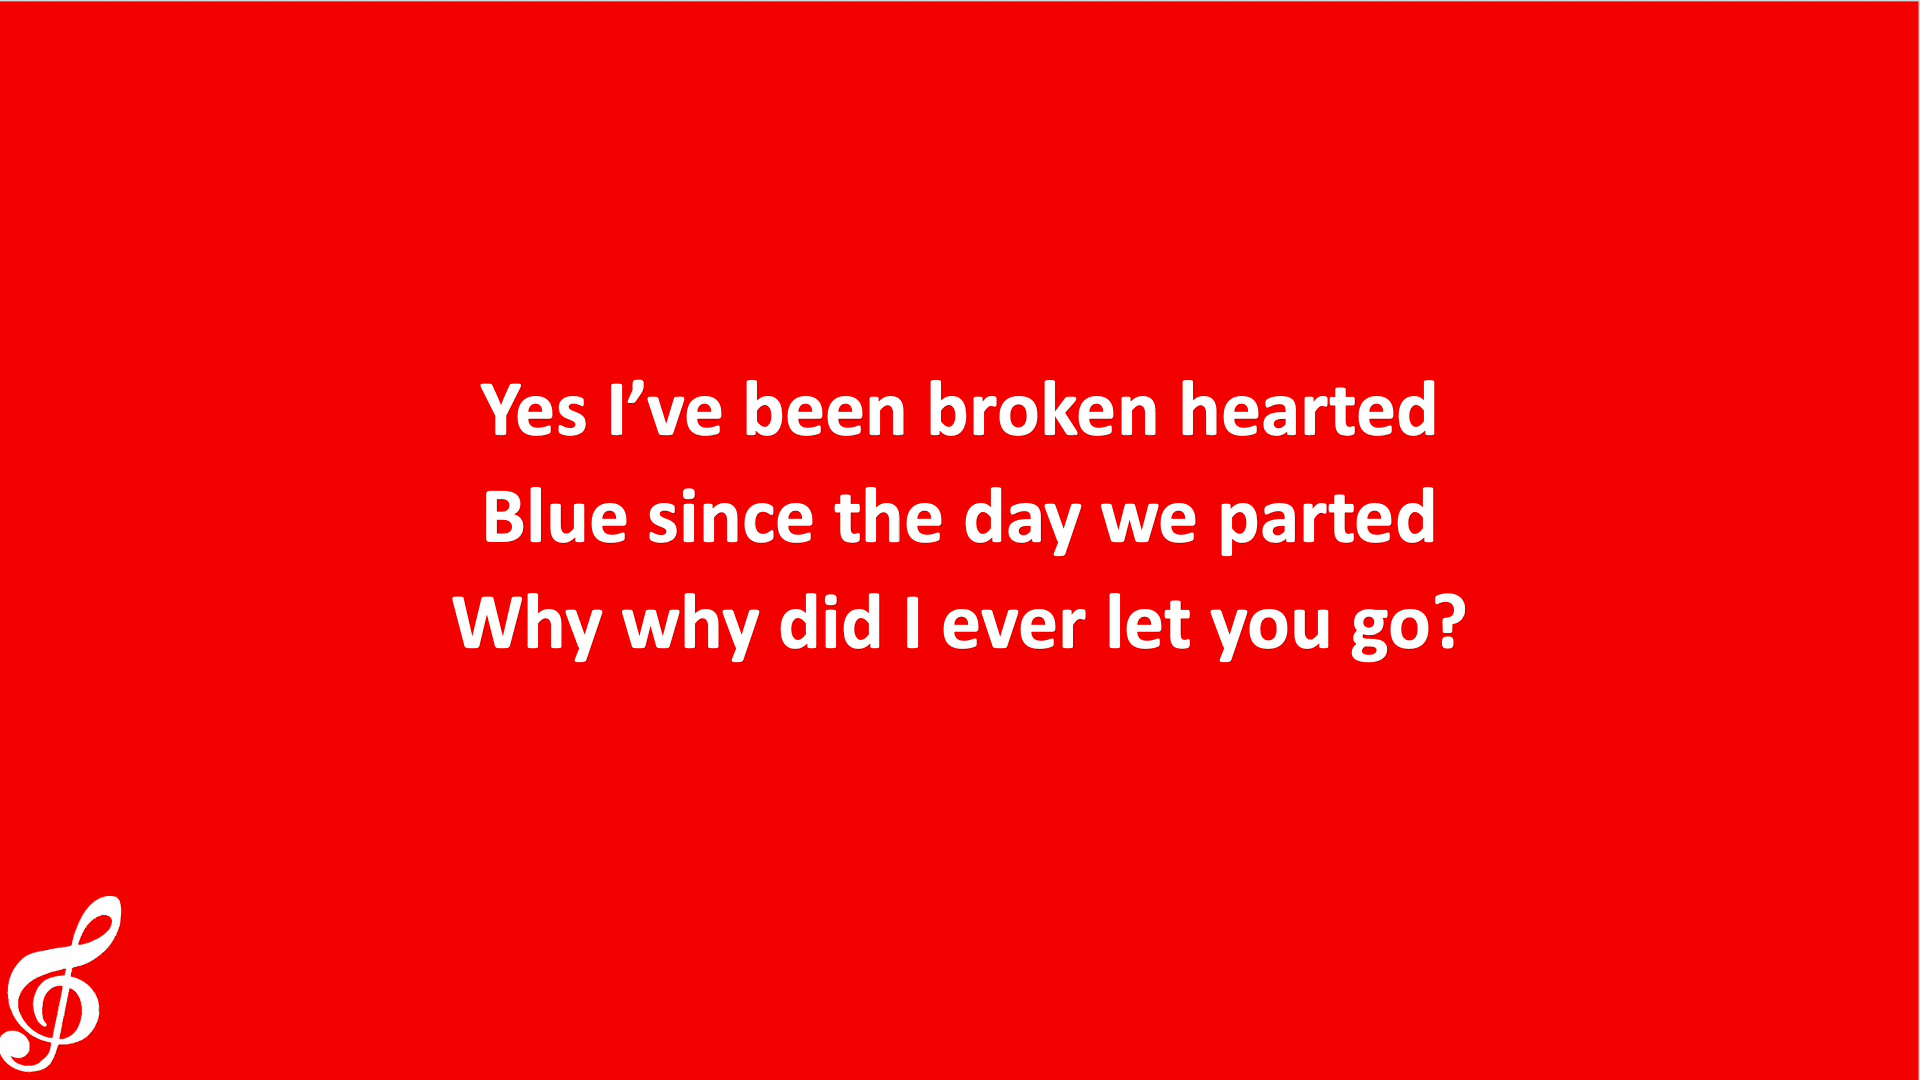 Yes I’ve been broken hearted
Blue since the day we parted
Why why did I ever let you go?